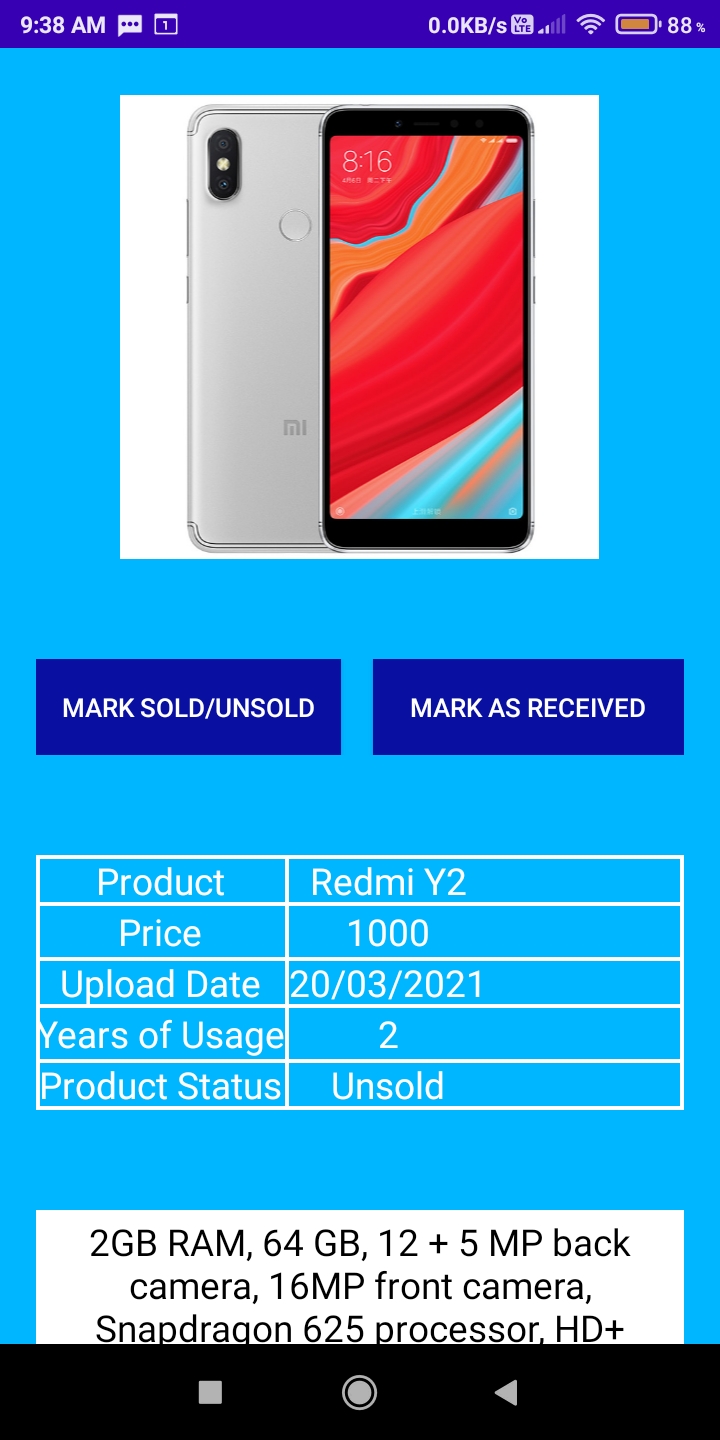 9:38 AM
1
0.0KB/s Vo LTE 88 %
8:16
MI
MARK SOLD/UNSOLD
MARK AS RECEIVED
Product Redmi Y2
Price 1000
Upload Date 20/03/2021
Years of Usage 2
Product Status Unsold
2GB RAM, 64 GB, 12 + 5 MP back
camera, 16MP front camera,
Snapdragon 625 processor, HD+